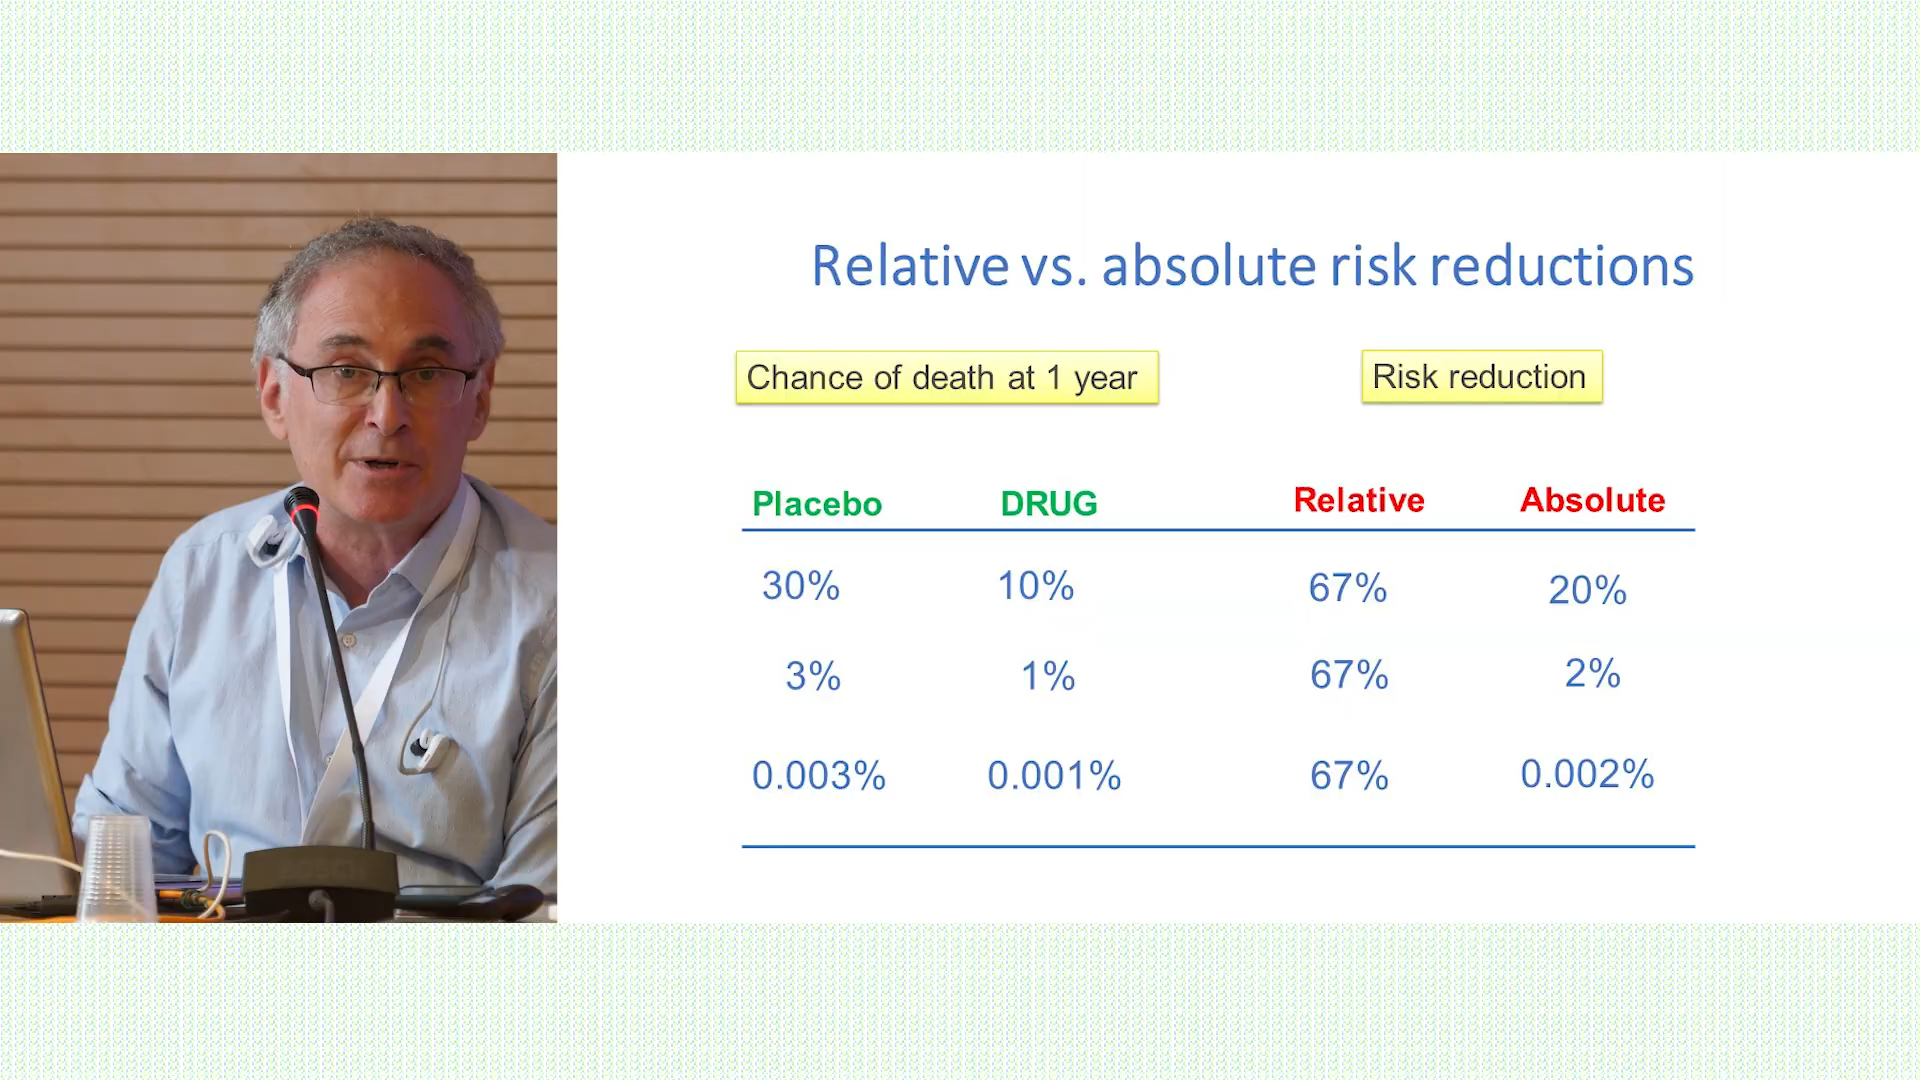 Relative vs. absolute risk reductions
Chance of death at 1 year
Risk reduction
Placebo DRUG Relative Absolute
30% 10% 67% 20%
3% 1% 67% 2%
0.003% 0.001% 67% 0.002%